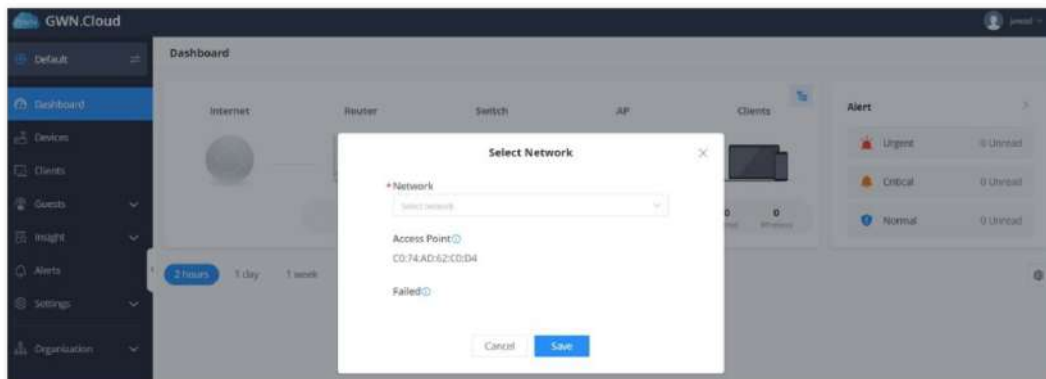 GWN.Cloud
Default
Dashboard
Dashboard
Devices
Clients
Guests
Insight
Alerts
Settings
Organization
Internet
Router
Switch
AP
Clients
Alert
Urgent
0 Unread
Critical
0 Unread
Normal
0 Unread
0
0
2 hours
1 day
1 week
Select Network
*Network
Select network
Access Point
C0:74:AD:62:C0:D4
Failed
Cancel
Save